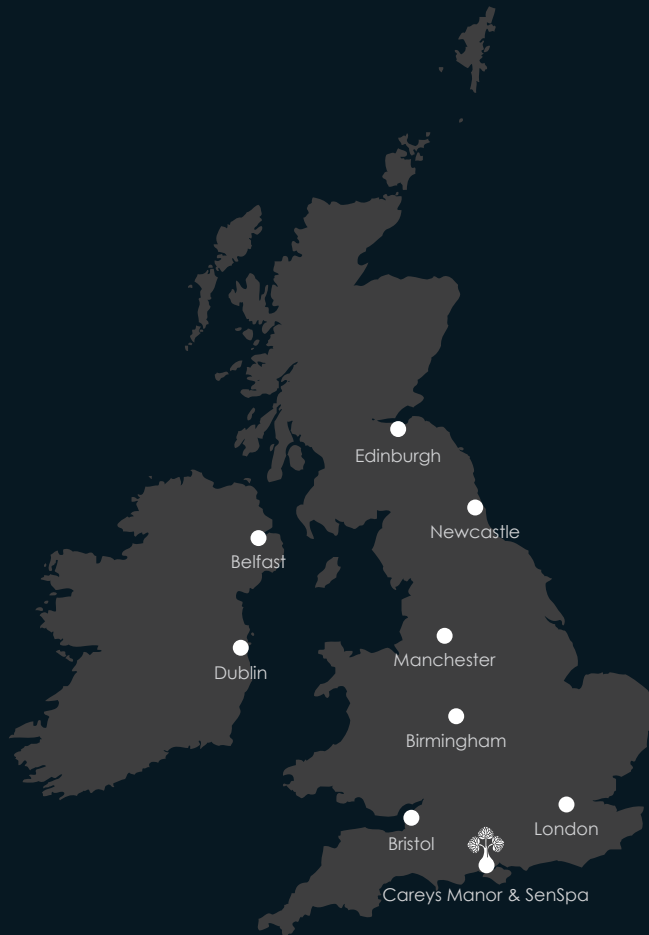 Edinburgh
Newcastle
Belfast
Manchester
Dublin
Birmingham
London
Bristol
Careys Manor & SenSpa